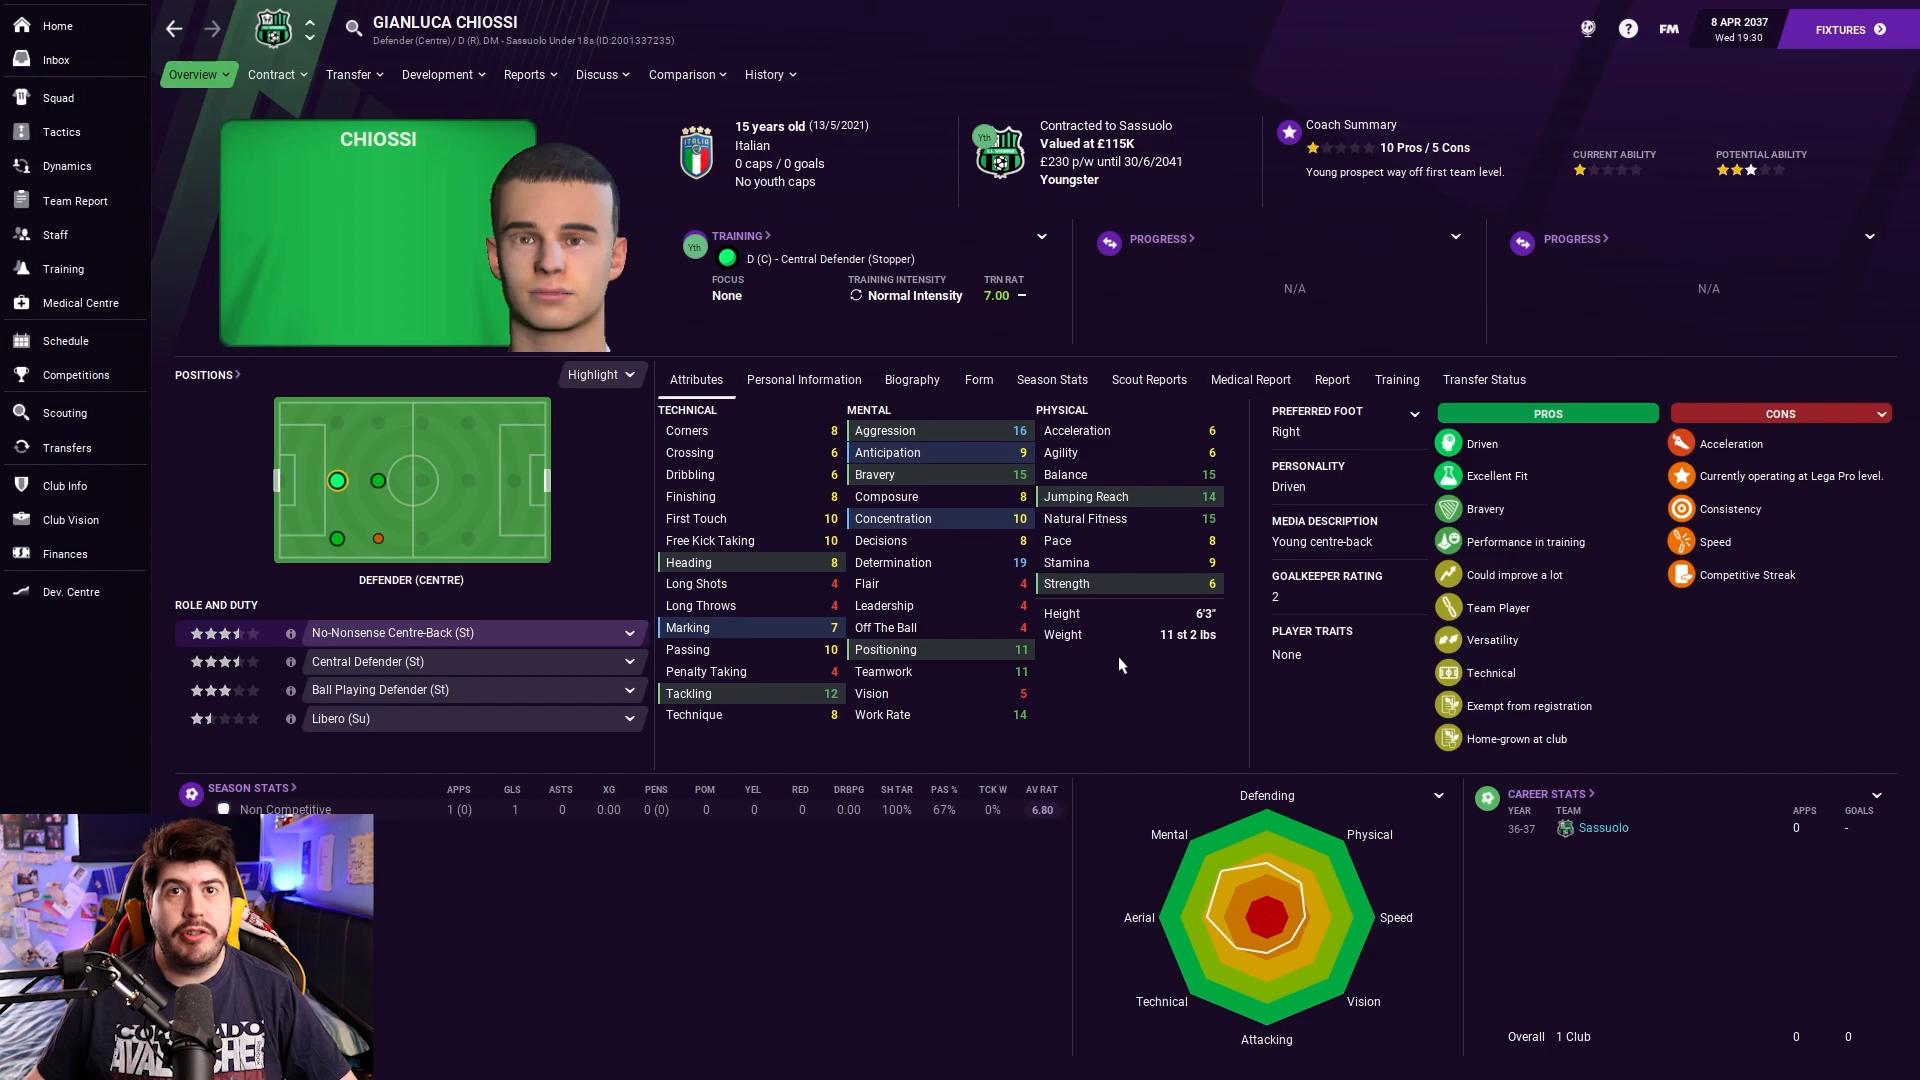 Home
Inbox
Squad
Tactics
Dynamics
Team Report
Staff
Training
Medical Centre
Schedule
Competitions
Scouting
Transfers
Club Info
Club Vision
Finances
Dev. Centre
GIANLUCA CHIOSSI
Defender (Centre) / D (R), DM - Sassuolo Under 18s (ID:2001337235)
FM
8 APR 2037
Wed 19:30
FIXTURES
Overview Contract Transfer Development Reports Discuss Comparison History
CHIOSSI
ITALIA
15 years old (13/5/2021)
Italian
0 caps / 0 goals
No youth caps
Yth
Contracted to Sassuolo
Valued at £115K
£230 p/w until 30/6/2041
Youngster
Coach Summary
10 Pros / 5 Cons
Young prospect way off first team level.
CURRENT ABILITY
POTENTIAL ABILITY
Yth
TRAINING
D (C) - Central Defender (Stopper)
FOCUS TRAINING INTENSITY TRN RAT
None Normal Intensity 7.00
PROGRESS
N/A
PROGRESS
N/A
POSITIONS
Highlight
DEFENDER (CENTRE)
ROLE AND DUTY
No-Nonsense Centre-Back (St)
Central Defender (St)
Ball Playing Defender (St)
Libero (Su)
Attributes Personal Information Biography Form Season Stats Scout Reports Medical Report Report Training Transfer Status
TECHNICAL
Corners 8
Crossing 6
Dribbling 6
Finishing 8
First Touch 10
Free Kick Taking 10
Heading 8
Long Shots 4
Long Throws 4
Marking 7
Passing 10
Penalty Taking 4
Tackling 12
Technique 8
MENTAL
Aggression 16
Anticipation 9
Bravery 15
Composure 8
Concentration 10
Decisions 8
Determination 19
Flair 4
Leadership 4
Off The Ball 4
Positioning 11
Teamwork 11
Vision 5
Work Rate 14
PHYSICAL
Acceleration 6
Agility 6
Balance 15
Jumping Reach 14
Natural Fitness 15
Pace 8
Stamina 9
Strength 6
Height 6'3"
Weight 11 st 2 lbs
PREFERRED FOOT
Right
PERSONALITY
Driven
MEDIA DESCRIPTION
Young centre-back
GOALKEEPER RATING
2
PLAYER TRAITS
None
PROS
Driven
Excellent Fit
Bravery
Performance in training
Could improve a lot
Team Player
Versatility
Technical
Exempt from registration
Home-grown at club
CONS
Acceleration
Currently operating at Lega Pro level.
Consistency
Speed
Competitive Streak
SEASON STATS APPS GLS ASTS XG PENS POM YEL RED DRBPG SH TAR PAS % TCK W AV RAT
Non Competitive 1 (0) 1 0 0.00 0 (0) 0 0 0 0.00 100% 67% 0% 6.80
Defending
Mental Physical
Aerial Speed
Technical Vision
Attacking
CAREER STATS
YEAR TEAM APPS GOALS
36-37 Sassuolo 0 -
Overall 1 Club 0 0
COLORADO
AVALANCHE